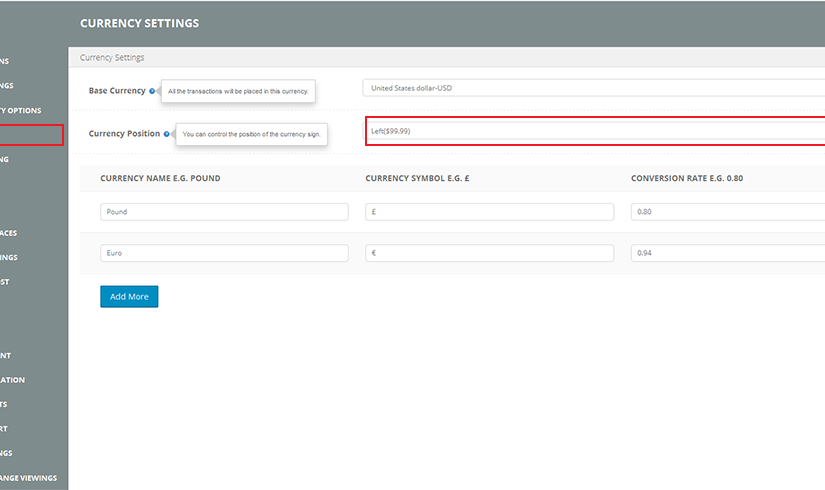 CURRENCY SETTINGS
Currency Settings
Base Currency
All the transactions will be placed in this currency.
United States dollar-USD
Currency Position
You can control the position of the currency sign.
Left($99.99)
CURRENCY NAME E.G. POUND
CURRENCY SYMBOL E.G. £
CONVERSION RATE E.G. 0.80
Pound
£
0.80
Euro
€
0.94
Add More
NS
NGS
TY OPTIONS
NG
ACES
INGS
ST
NT
ATION
TS
RT
NGS
ANGE VIEWINGS